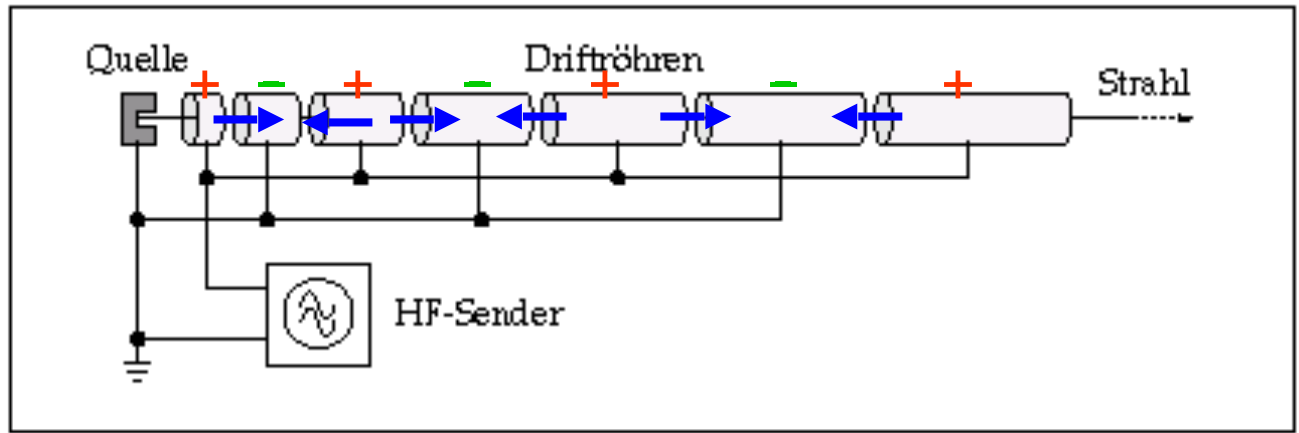 Quelle
Driftröhren
Strahl
+ − + − + − +
HF-Sender